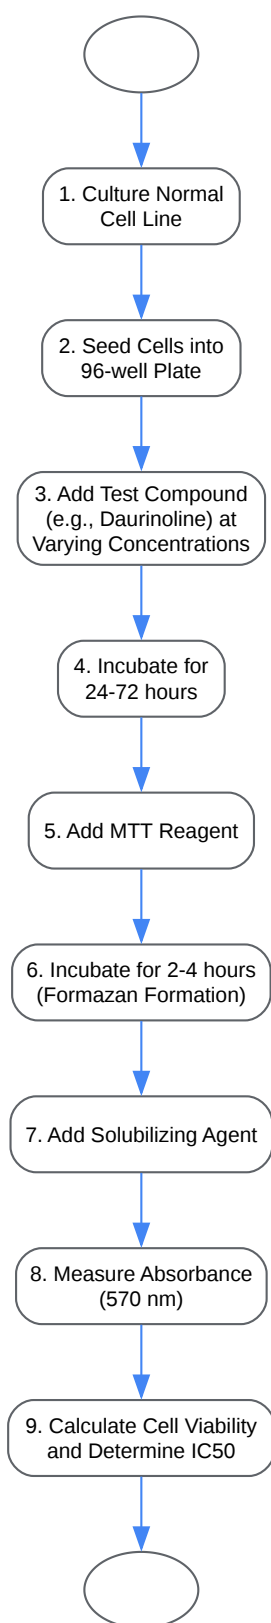 1. Culture Normal
Cell Line
2. Seed Cells into
96-well Plate
3. Add Test Compound
(e.g., Daurinoline) at
Varying Concentrations
4. Incubate for
24-72 hours
5. Add MTT Reagent
6. Incubate for 2-4 hours
(Formazan Formation)
7. Add Solubilizing Agent
8. Measure Absorbance
(570 nm)
9. Calculate Cell Viability
and Determine IC50